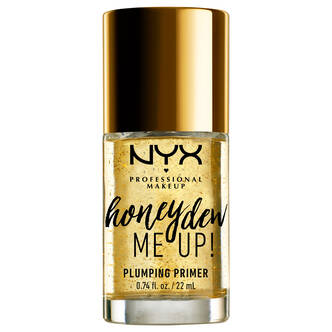 NYX
PROFESSIONAL
MAKEUP
honey dew
ME UP!
PLUMPING PRIMER
0.74 fl. oz. / 22 mL